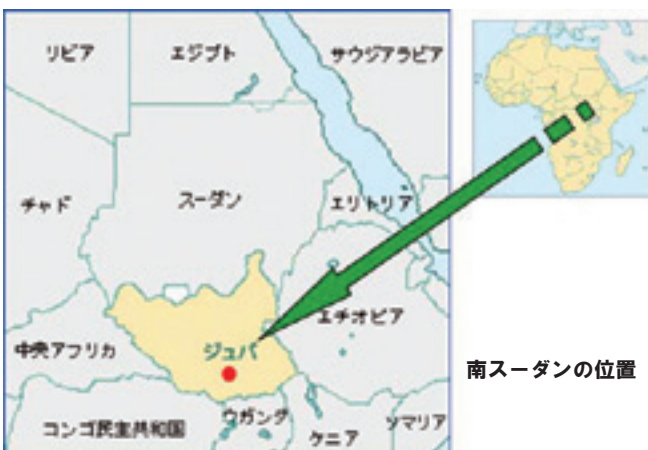 リビア
エジプト
サウジアラビア
チャド
スーダン
エリトリア
エチオピア
中央アフリカ
ジュバ
南スーダンの位置
コンゴ民主共和国
ウガンダ
ケニア
ソマリア